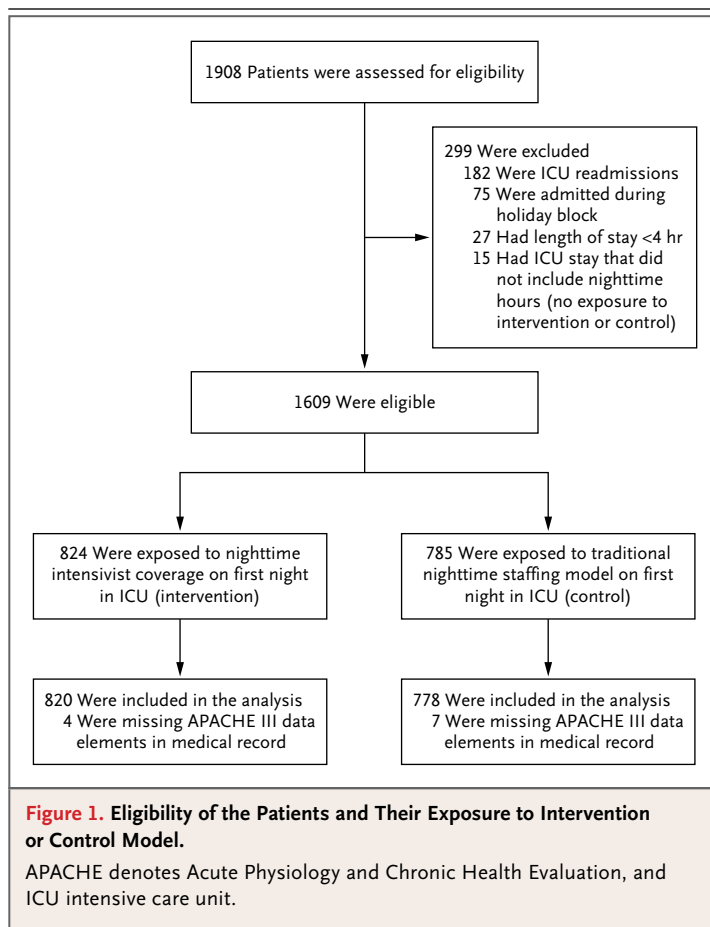 1908 Patients were assessed for eligibility
299 Were excluded
182 Were ICU readmissions
75 Were admitted during
holiday block
27 Had length of stay <4 hr
15 Had ICU stay that did
not include nighttime
hours (no exposure to
intervention or control)
1609 Were eligible
824 Were exposed to nighttime
intensivist coverage on first night
in ICU (intervention)
785 Were exposed to traditional
nighttime staffing model on first
night in ICU (control)
820 Were included in the analysis
4 Were missing APACHE III data
elements in medical record
778 Were included in the analysis
7 Were missing APACHE III data
elements in medical record
Figure 1. Eligibility of the Patients and Their Exposure to Intervention
or Control Model.
APACHE denotes Acute Physiology and Chronic Health Evaluation, and
ICU intensive care unit.